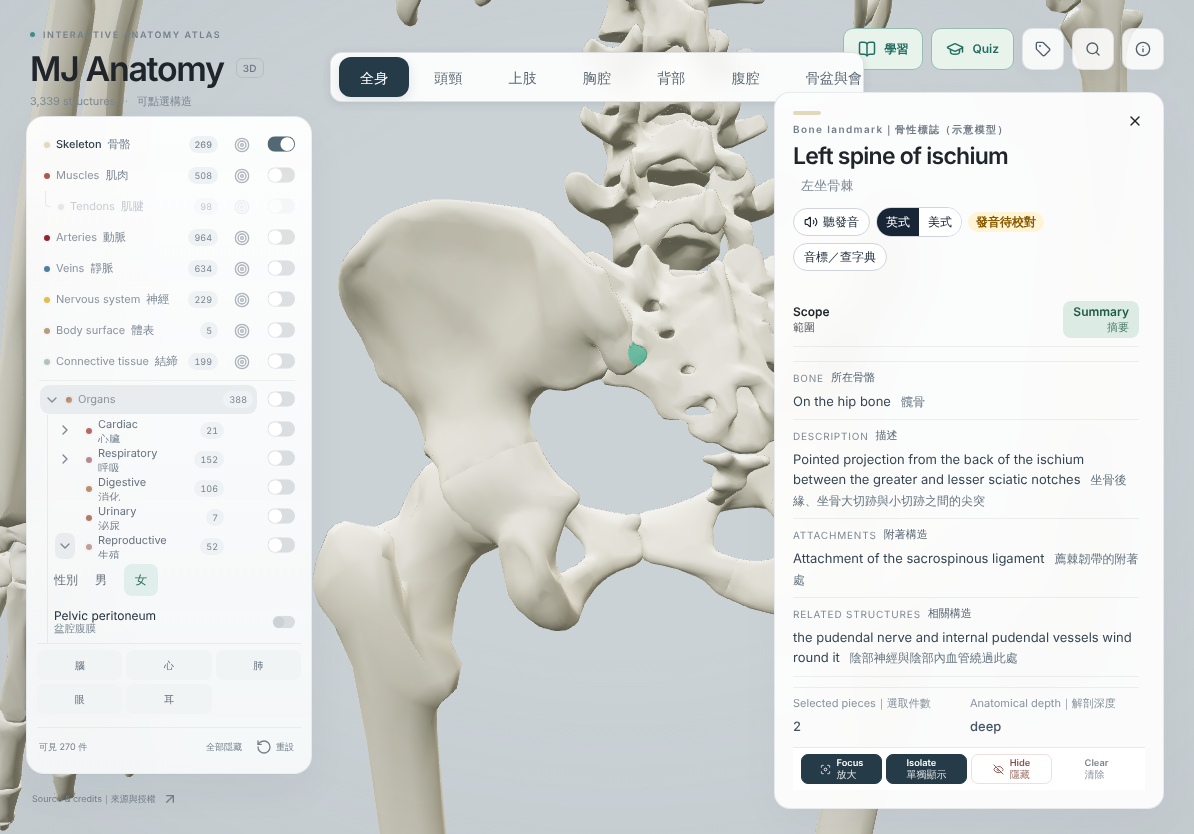 INTERACTIVE ANATOMY ATLAS
MJ Anatomy 3D
3,339 structures · 可點選構造
全身 頭頸 上肢 胸腔 背部 腹腔 骨盆與會
學習 Quiz
Skeleton 骨骼 269
Muscles 肌肉 508
Tendons 肌腱 98
Arteries 動脈 964
Veins 靜脈 634
Nervous system 神經 229
Body surface 體表 5
Connective tissue 結締 199
Organs 388
Cardiac 21
心臟
Respiratory 152
呼吸
Digestive 106
消化
Urinary 7
泌尿
Reproductive 52
生殖
性別 男 女
Pelvic peritoneum
盆腔腹膜
腦 心 肺
眼 耳
可見 270 件 全部隱藏 重設
Source & credits | 來源與授權
Bone landmark | 骨性標誌（示意模型）
Left spine of ischium
左坐骨棘
聽發音 英式 美式 發音待校對
音標／查字典
Scope Summary
範圍 摘要
BONE 所在骨骼
On the hip bone 髖骨
DESCRIPTION 描述
Pointed projection from the back of the ischium
between the greater and lesser sciatic notches 坐骨後
緣、坐骨大切跡與小切跡之間的尖突
ATTACHMENTS 附著構造
Attachment of the sacrospinous ligament 薦棘韌帶的附著
處
RELATED STRUCTURES 相關構造
the pudendal nerve and internal pudendal vessels wind
round it 陰部神經與陰部內血管繞過此處
Selected pieces | 選取件數 Anatomical depth | 解剖深度
2 deep
Focus Isolate Hide Clear
放大 單獨顯示 隱藏 清除